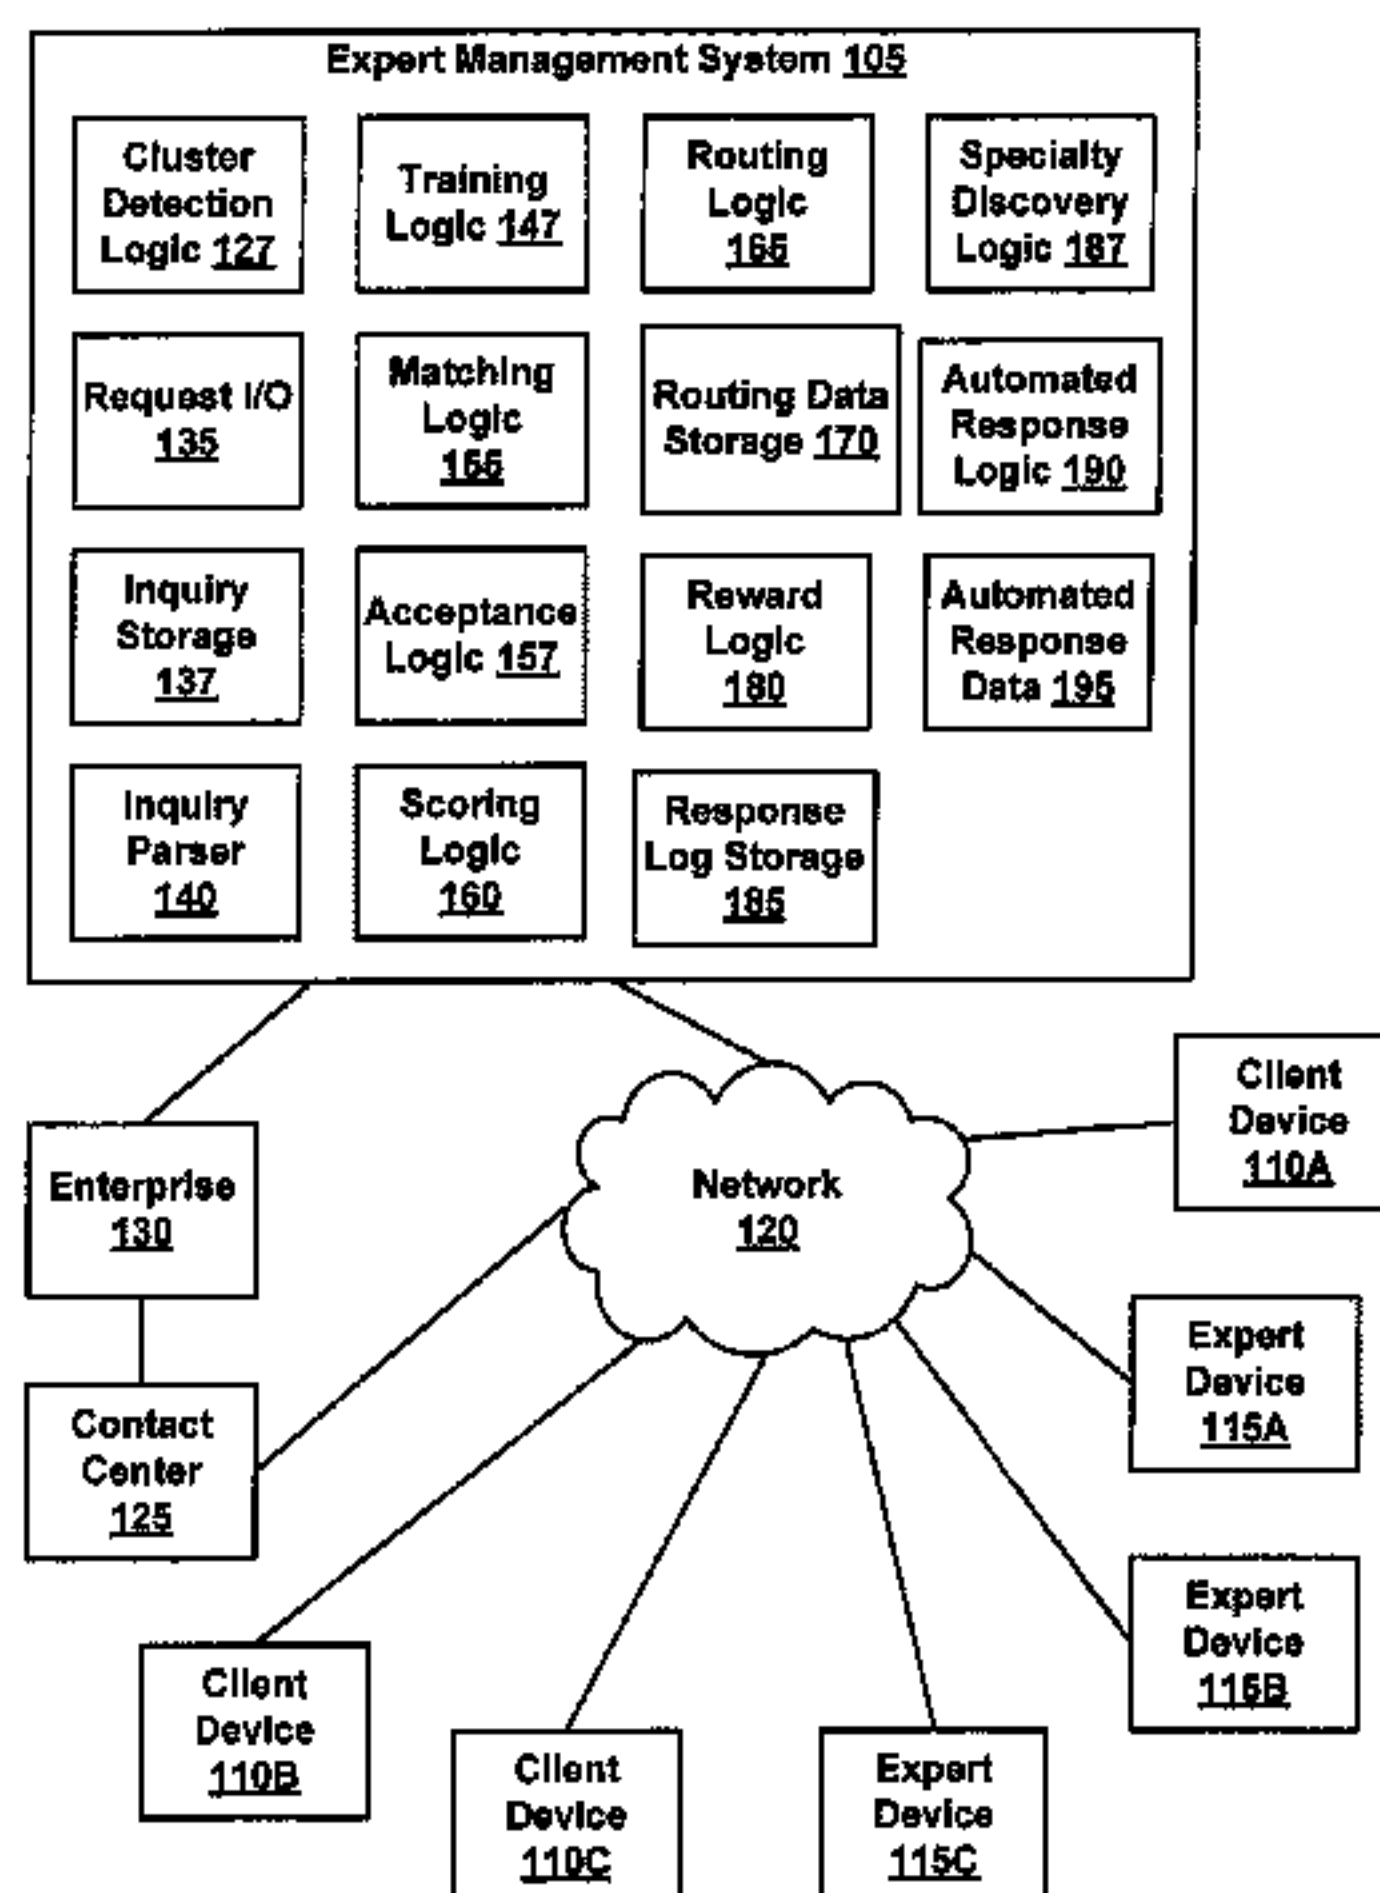 Expert Management System 105
Cluster
Detection
Logic 127
Training
Logic 147
Routing
Logic
165
Specialty
Discovery
Logic 187
Request I/O
135
Matching
Logic
155
Routing Data
Storage 170
Automated
Response
Logic 190
Inquiry
Storage
137
Acceptance
Logic 157
Reward
Logic
180
Automated
Response
Data 195
Inquiry
Parser
140
Scoring
Logic
160
Response
Log Storage
185
Client
Device
110A
Enterprise
130
Network
120
Expert
Device
115A
Contact
Center
125
Expert
Device
115B
Client
Device
110B
Client
Device
110C
Expert
Device
115C